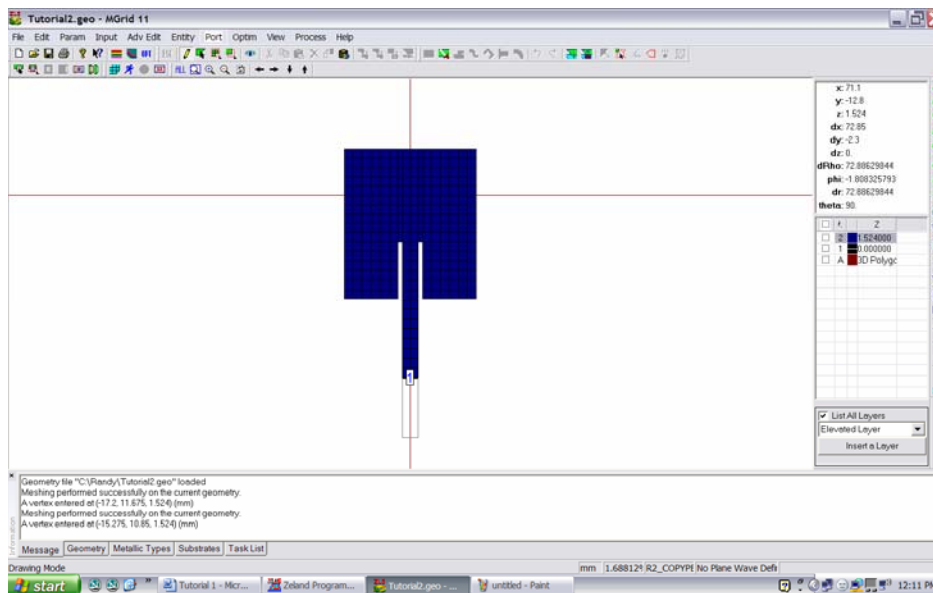 Tutorial2.geo - MGrid 11
File Edit Param Input Adv Edit Entity Port Optim View Process Help
x: 71.1
y: -12.8
z: 1.524
dx: 72.85
dy: -2.3
dz: 0.
dRho: 72.88629844
phi: -1.808325793
dr: 72.88629844
theta: 90.
Z
2 1.524000
1 0.000000
A 3D Polygc
1
List All Layers
Elevated Layer
Insert a Layer
Geometry file "C:\Randy\Tutorial2.geo" loaded
Meshing performed successfully on the current geometry.
A vertex entered at (-17.2, 11.675, 1.524) (mm)
Meshing performed successfully on the current geometry.
A vertex entered at (-15.275, 10.85, 1.524) (mm)
Information
Message Geometry Metallic Types Substrates Task List
Drawing Mode mm 1.68812 R2_COPYPE No Plane Wave Defi
start Tutorial 1 - Micr... Zeland Program... Tutorial2.geo - ... untitled - Paint 12:11 PM